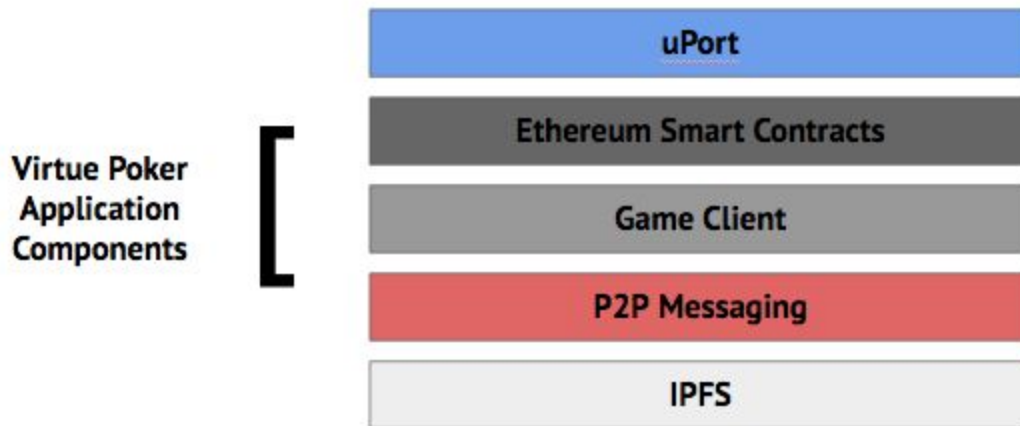 uPort
Ethereum Smart Contracts
Virtue Poker
Application
Components
Game Client
P2P Messaging
IPFS